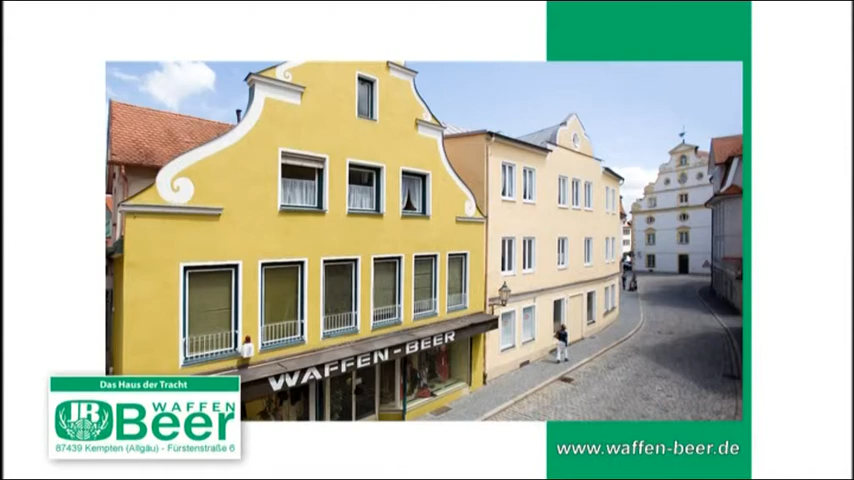 WAFFEN-BEER
Das Haus der Tracht
JB WAFFEN
Beer
87439 Kempten (Allgäu) - Fürstenstraße 6
www.waffen-beer.de